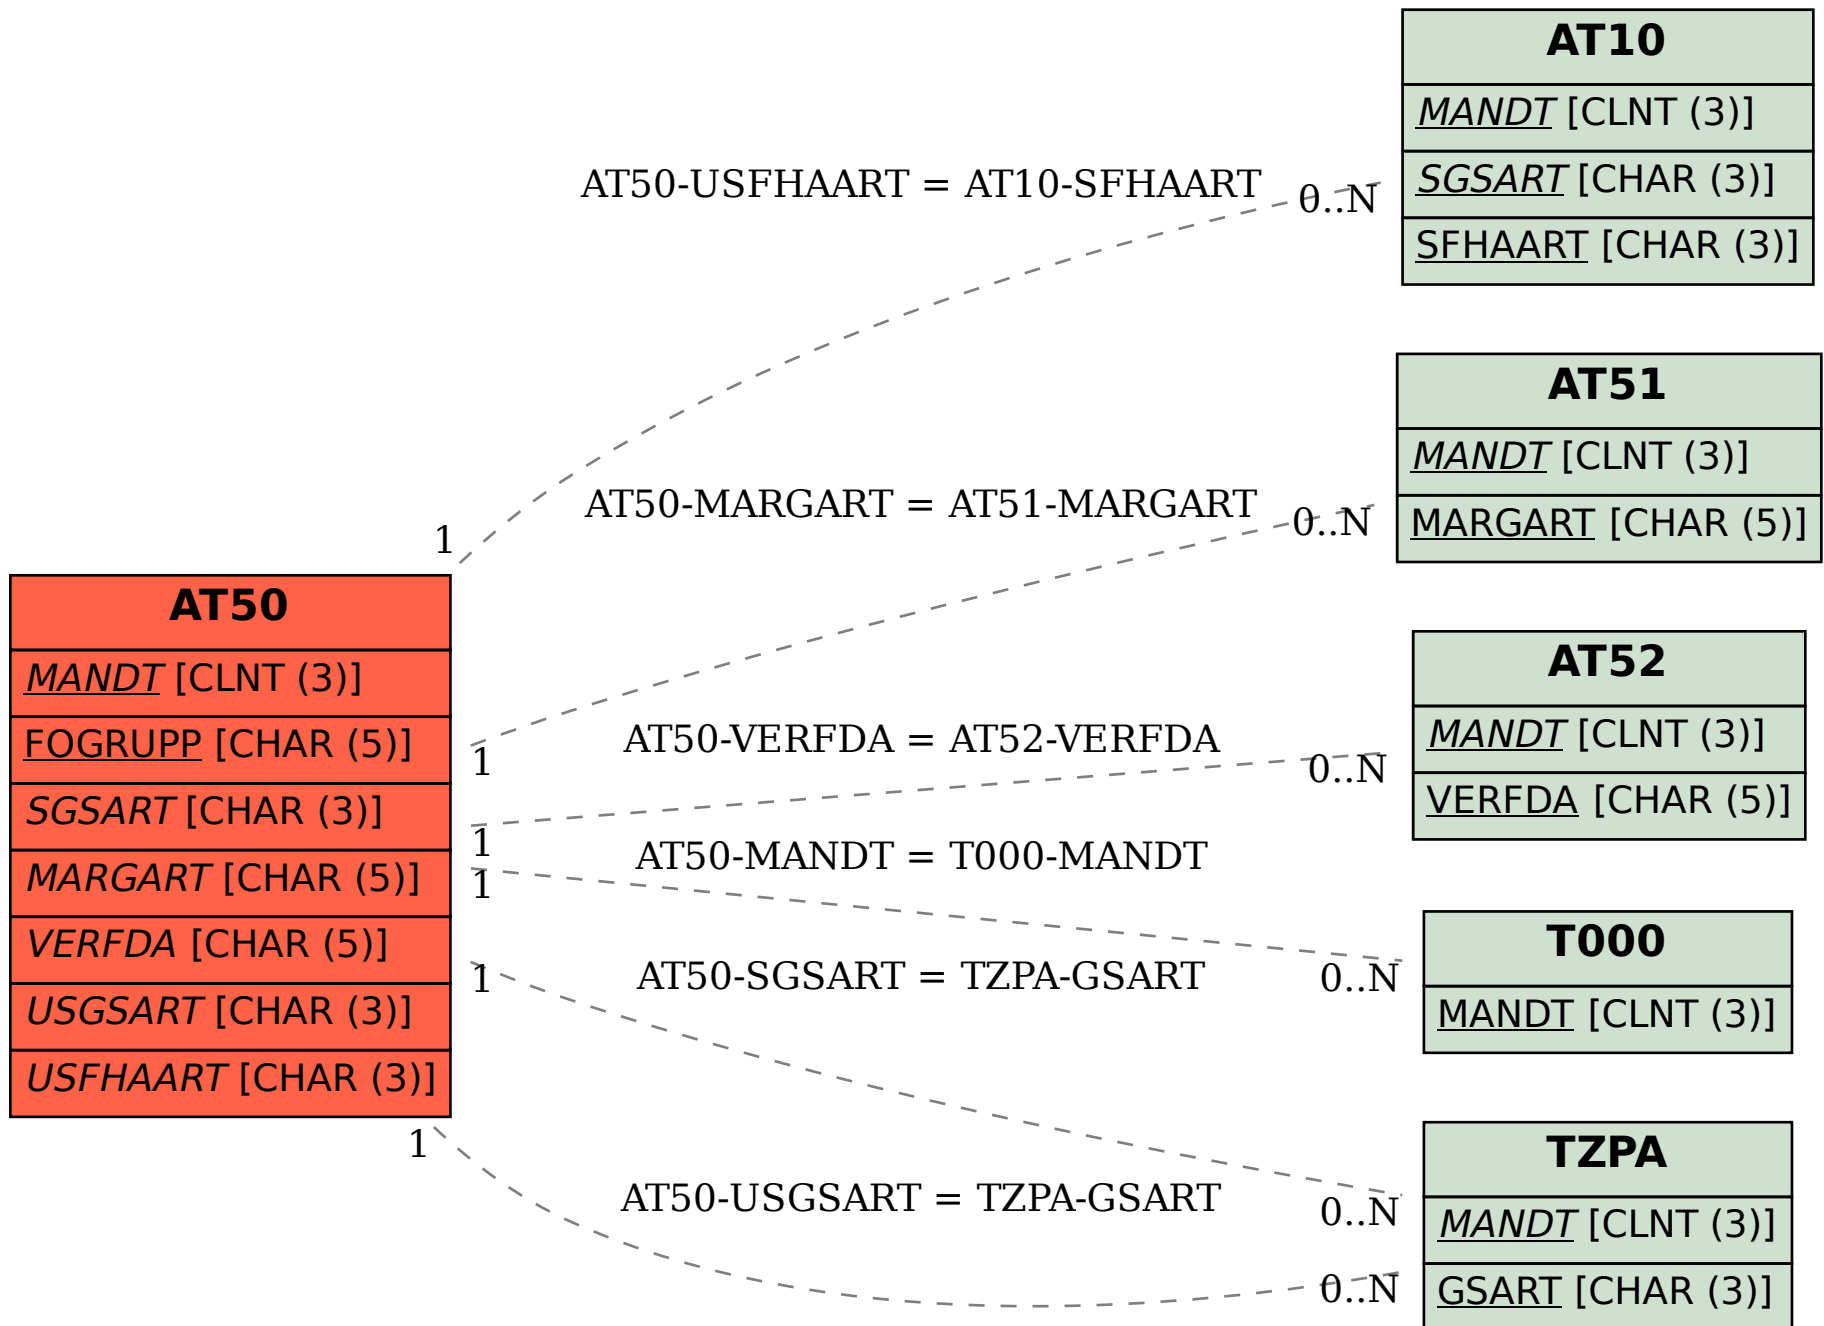 AT50
MANDT [CLNT (3)]
FOGRUPP [CHAR (5)]
SGSART [CHAR (3)]
MARGART [CHAR (5)]
VERFDA [CHAR (5)]
USGSART [CHAR (3)]
USFHAART [CHAR (3)]
AT50-USFHAART = AT10-SFHAART
1
0..N
AT50-MARGART = AT51-MARGART
1
0..N
AT50-VERFDA = AT52-VERFDA
1
0..N
AT50-MANDT = T000-MANDT
1
0..N
AT50-SGSART = TZPA-GSART
1
0..N
AT50-USGSART = TZPA-GSART
1
0..N
AT10
MANDT [CLNT (3)]
SGSART [CHAR (3)]
SFHAART [CHAR (3)]
AT51
MANDT [CLNT (3)]
MARGART [CHAR (5)]
AT52
MANDT [CLNT (3)]
VERFDA [CHAR (5)]
T000
MANDT [CLNT (3)]
TZPA
MANDT [CLNT (3)]
GSART [CHAR (3)]